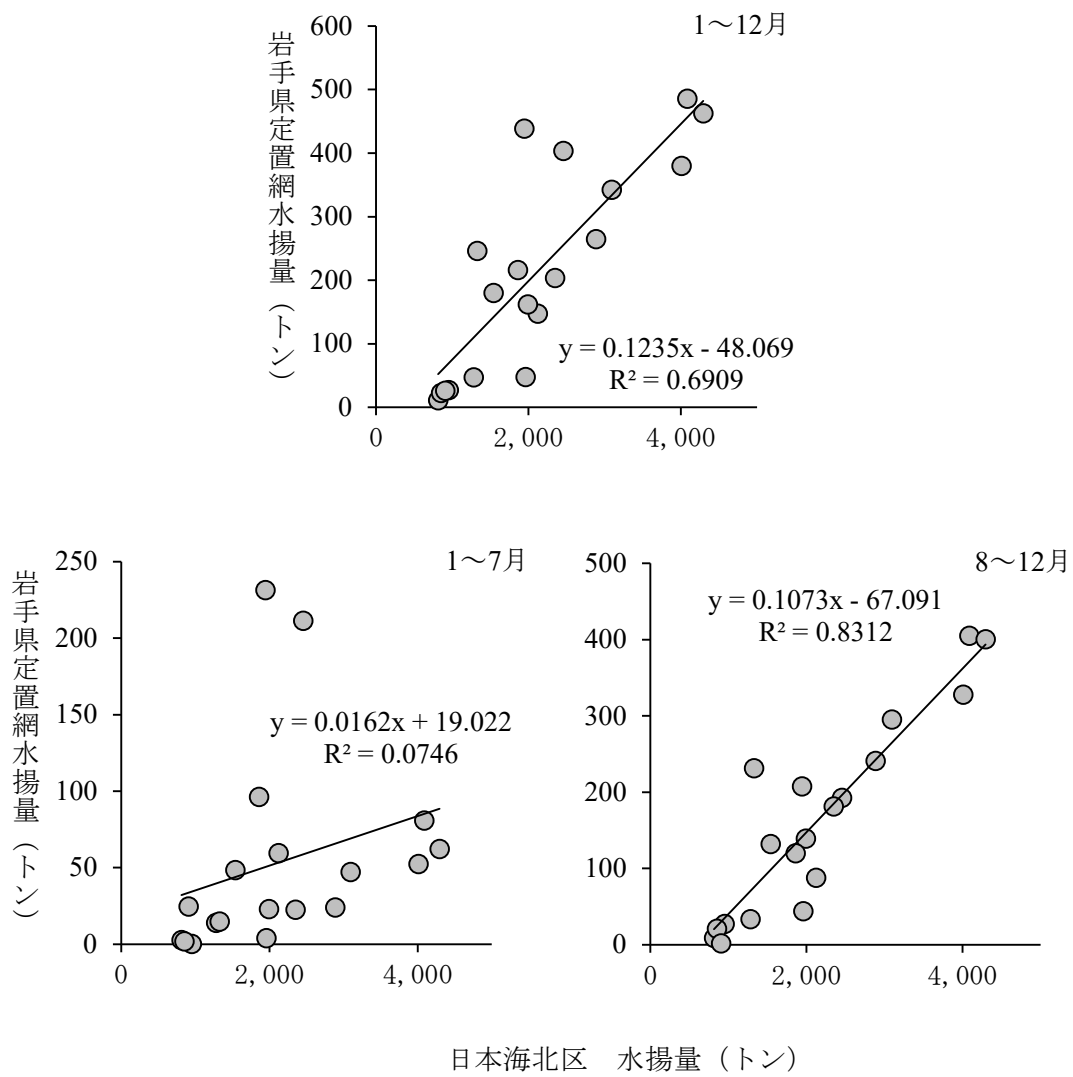 1～12月
岩手県定置網水揚量（トン）
600
500
400
300
200
100
0
y = 0.1235x - 48.069
R² = 0.6909
0 2,000 4,000
1～7月
岩手県定置網水揚量（トン）
250
200
150
100
50
0
y = 0.0162x + 19.022
R² = 0.0746
0 2,000 4,000
8～12月
500
400
300
200
100
0
y = 0.1073x - 67.091
R² = 0.8312
0 2,000 4,000
日本海北区　水揚量（トン）